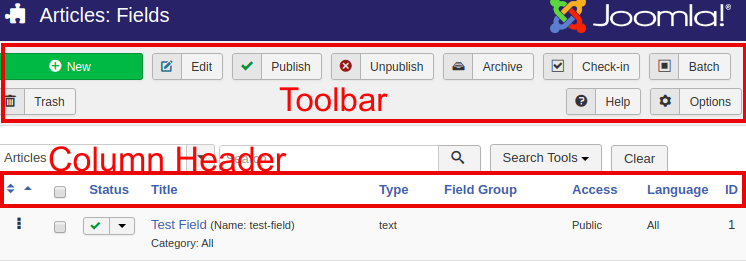 Articles: Fields
Joomla!®
New Edit Publish Unpublish Archive Check-in Batch
Trash Toolbar Help Options
Articles Column Header Search Search Tools Clear
Status Title Type Field Group Access Language ID
Test Field (Name: test-field) text Public All 1
Category: All